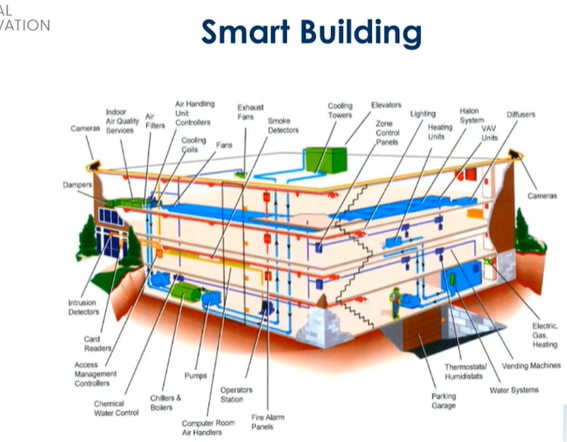 AL
VATION
Smart Building
Cameras
Indoor
Air Quality
Services
Air
Filters
Air Handling
Unit
Controllers
Cooling
Coils
Fans
Exhaust
Fans
Smoke
Detectors
Cooling
Towers
Elevators
Zone
Control
Panels
Lighting
Heating
Units
Halon
System
VAV
Units
Diffusers
Dampers
Cameras
Intrusion
Detectors
Card
Readers
Access
Management
Controllers
Chemical
Water Control
Chillers &
Boilers
Pumps
Computer Room
Air Handlers
Operators
Station
Fire Alarm
Panels
Parking
Garage
Thermostats/
Humidistats
Water Systems
Vending Machines
Electric,
Gas,
Heating